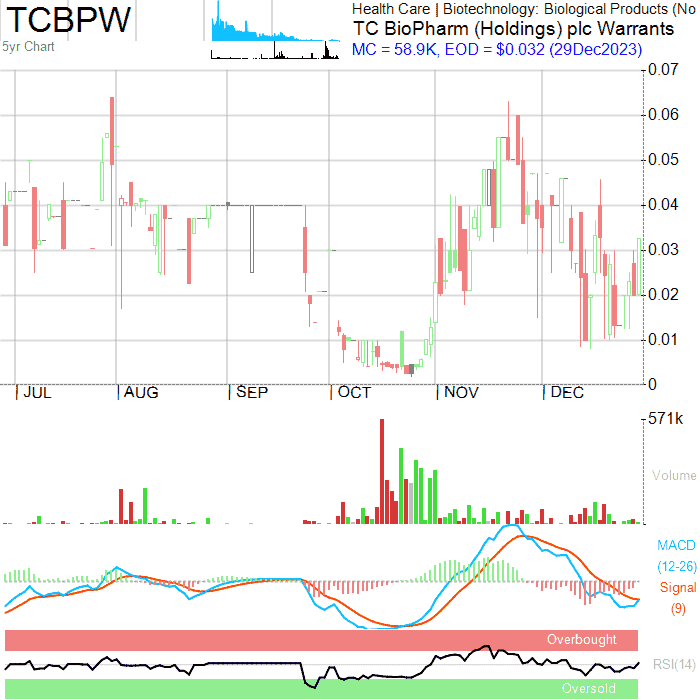 TCBPW
5yr Chart
Health Care | Biotechnology: Biological Products (No
TC BioPharm (Holdings) plc Warrants
MC = 58.9K, EOD = $0.032 (29Dec2023)
0.07
0.06
0.05
0.04
0.03
0.02
0.01
0
JUL AUG SEP OCT NOV DEC
571k
Volume
MACD
(12-26)
Signal
(9)
Overbought
RSI(14)
Oversold